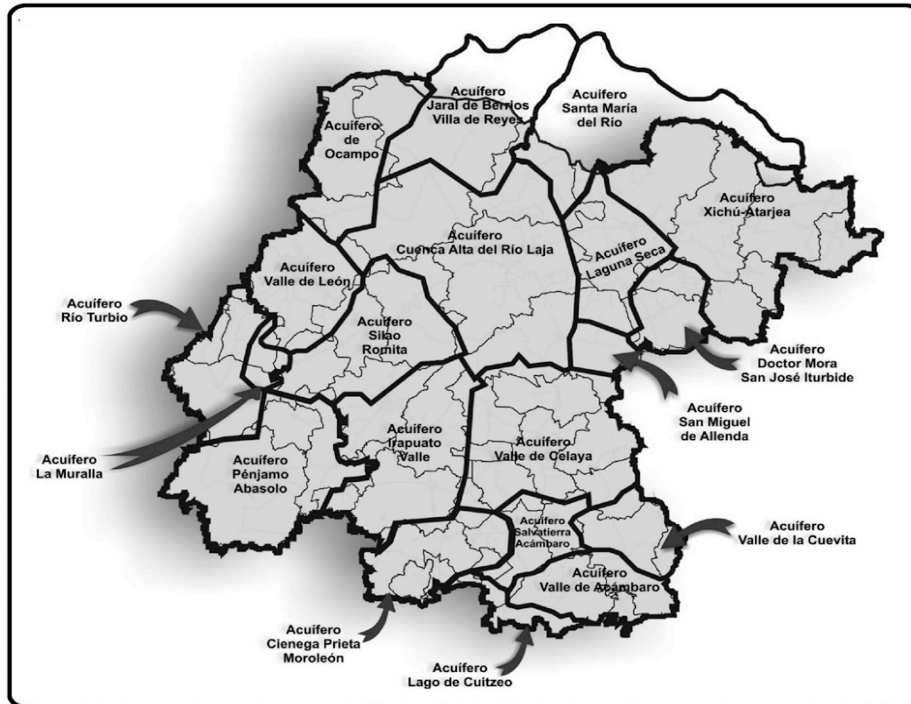 Acuífero
Jaral de Berrios
Villa de Reyes
Acuífero
Santa María
del Río
Acuífero
de
Ocampo
Acuífero
Xichú-Atarjea
Acuífero
Cuenca Alta del Río Laja
Acuífero
Laguna Seca
Acuífero
Valle de León
Acuífero
Río Turbio
Acuífero
Silao
Romita
Acuífero
Doctor Mora
San José Iturbide
Acuífero
San Miguel
de Allenda
Acuífero
La Muralla
Acuífero
Pénjamo
Abasolo
Acuífero
Irapuato
Valle
Acuífero
Valle de Celaya
Acuífero
Salvatierra
Acámbaro
Acuífero
Valle de la Cuevita
Acuífero
Valle de Acámbaro
Acuífero
Cienega Prieta
Moroleón
Acuífero
Lago de Cuitzeo